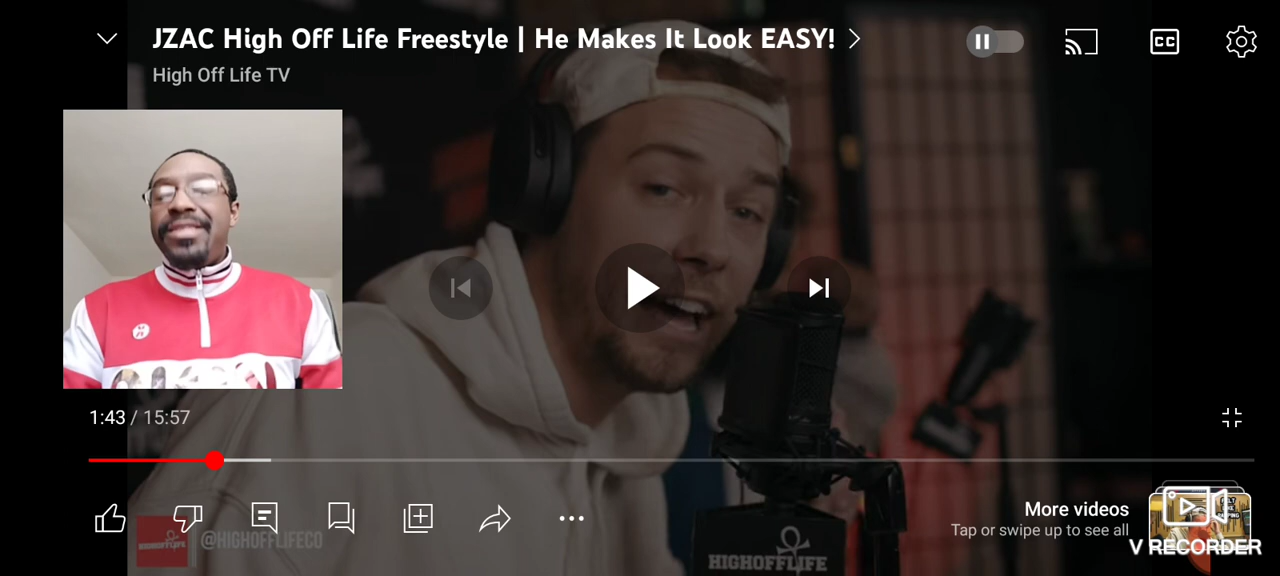 JZAC High Off Life Freestyle | He Makes It Look EASY!
High Off Life TV
CC
1:43 / 15:57
More videos
Tap or swipe up to see all
@HIGHOFFLIFECO
HIGHOFFLIFE
V RECORDER